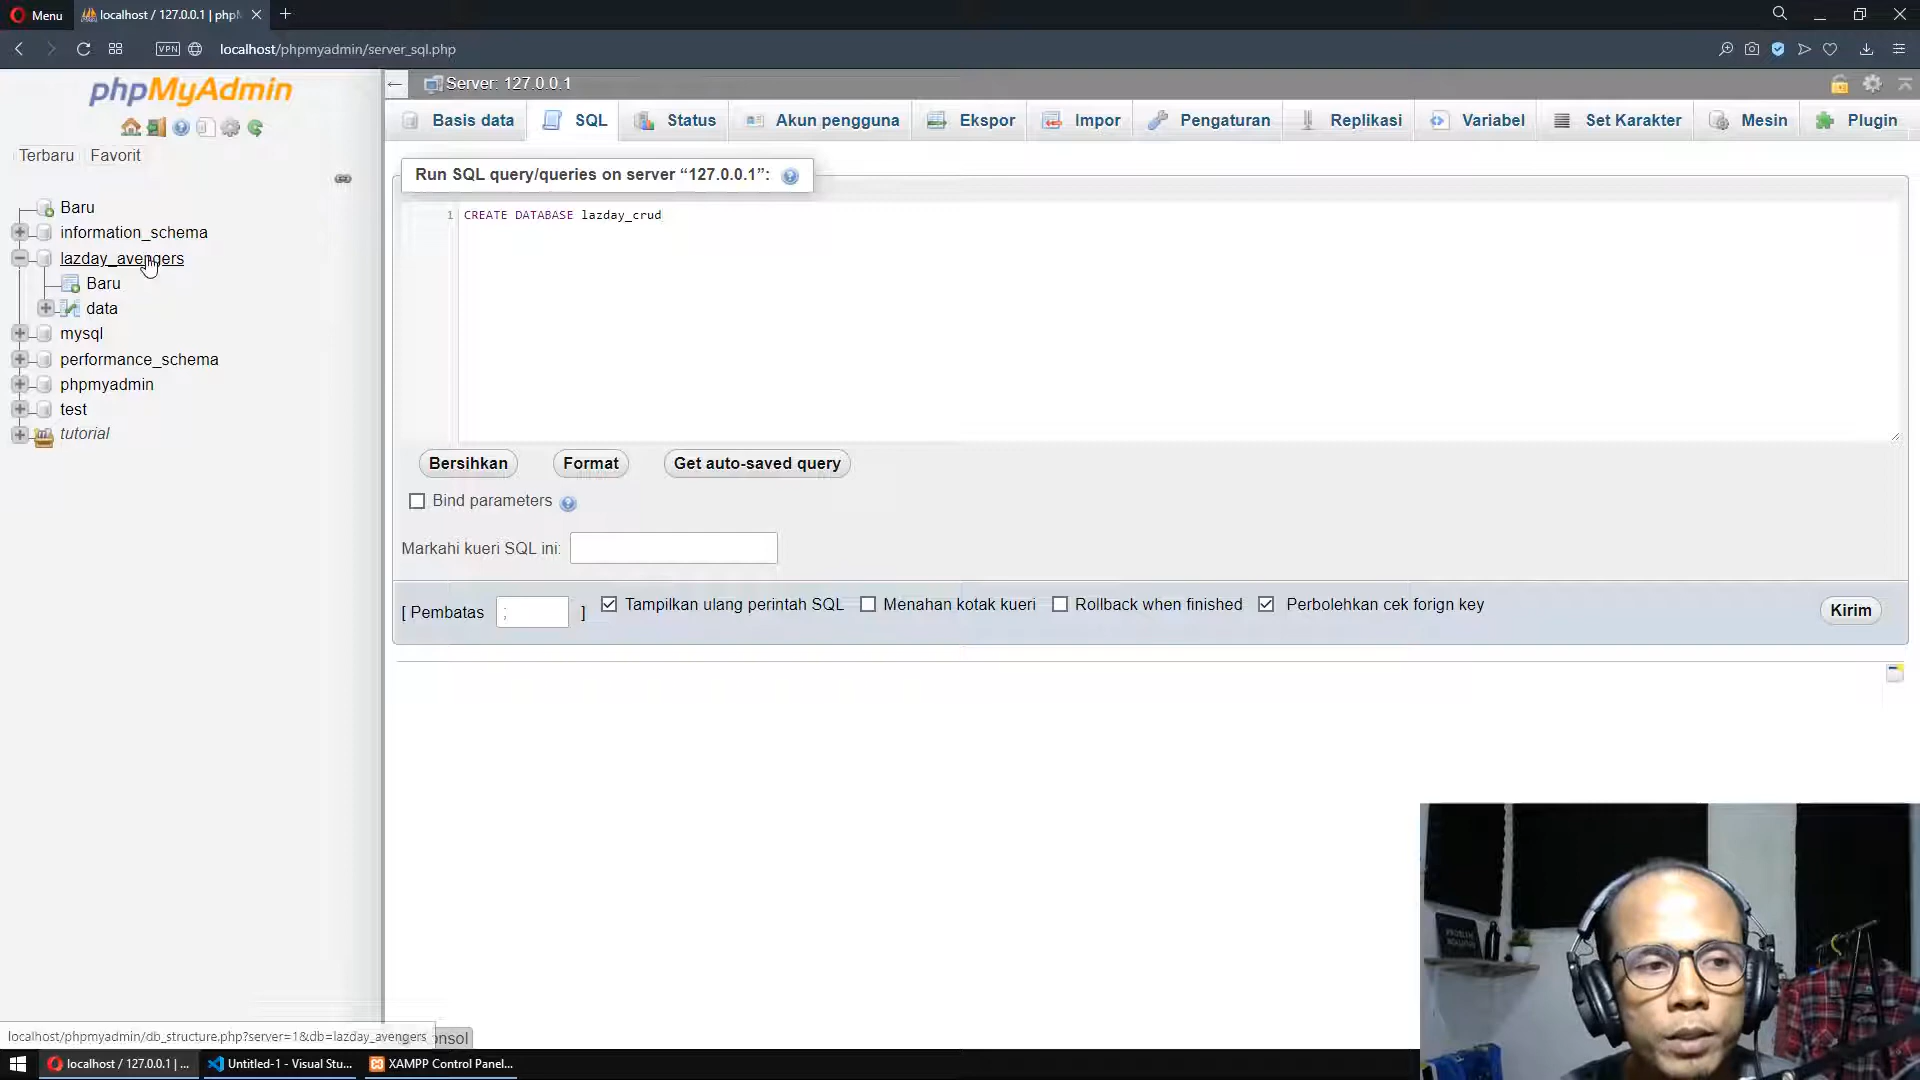 Menu
localhost / 127.0.0.1 | phpM
VPN
localhost/phpmyadmin/server_sql.php
phpMyAdmin
Terbaru
Favorit
Baru
information_schema
lazday_avengers
Baru
data
mysql
performance_schema
phpmyadmin
test
tutorial
Server: 127.0.0.1
Basis data
SQL
Status
Akun pengguna
Ekspor
Impor
Pengaturan
Replikasi
Variabel
Set Karakter
Mesin
Plugin
Run SQL query/queries on server “127.0.0.1”:
1 CREATE DATABASE lazday_crud
Bersihkan
Format
Get auto-saved query
Bind parameters
Markahi kueri SQL ini:
[ Pembatas ; ]
Tampilkan ulang perintah SQL
Menahan kotak kueri
Rollback when finished
Perbolehkan cek forign key
Kirim
localhost/phpmyadmin/db_structure.php?server=1&db=lazday_avengers
onsol
localhost / 127.0.0.1 | ...
Untitled-1 - Visual Stu...
XAMPP Control Panel...